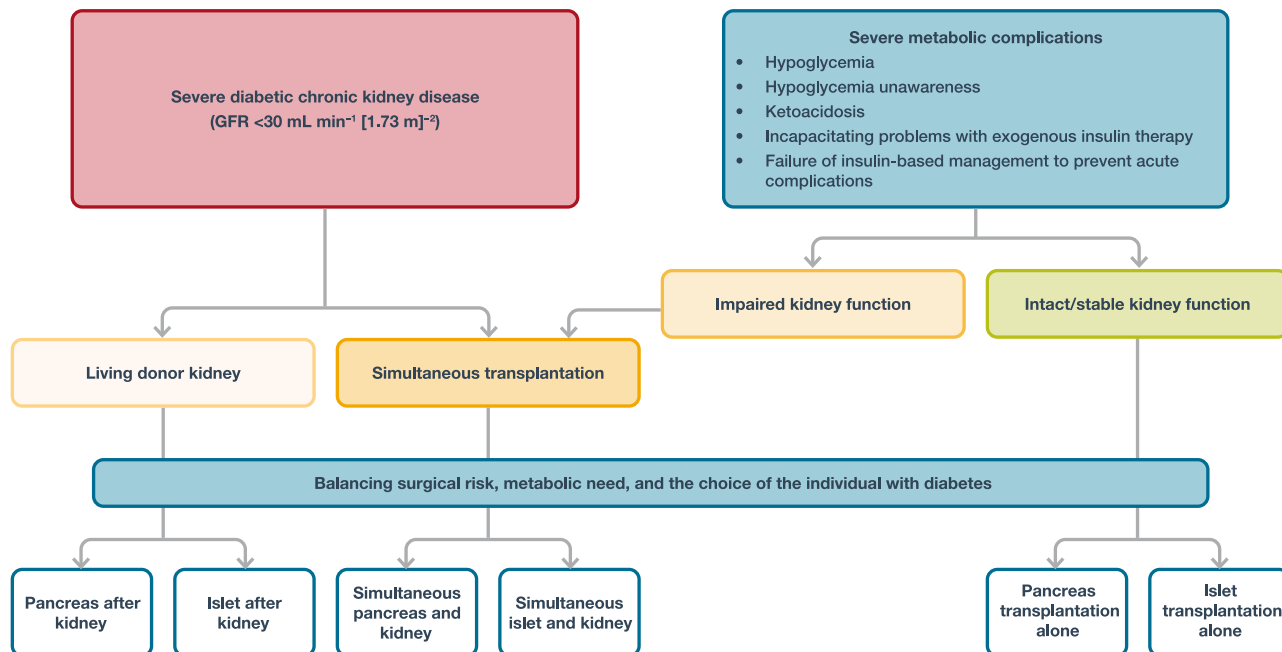 Severe diabetic chronic kidney disease
(GFR <30 mL min⁻¹ [1.73 m]⁻²)
Severe metabolic complications
• Hypoglycemia
• Hypoglycemia unawareness
• Ketoacidosis
• Incapacitating problems with exogenous insulin therapy
• Failure of insulin-based management to prevent acute
complications
Impaired kidney function
Intact/stable kidney function
Living donor kidney
Simultaneous transplantation
Balancing surgical risk, metabolic need, and the choice of the individual with diabetes
Pancreas after
kidney
Islet after
kidney
Simultaneous
pancreas and
kidney
Simultaneous
islet and kidney
Pancreas
transplantation
alone
Islet
transplantation
alone